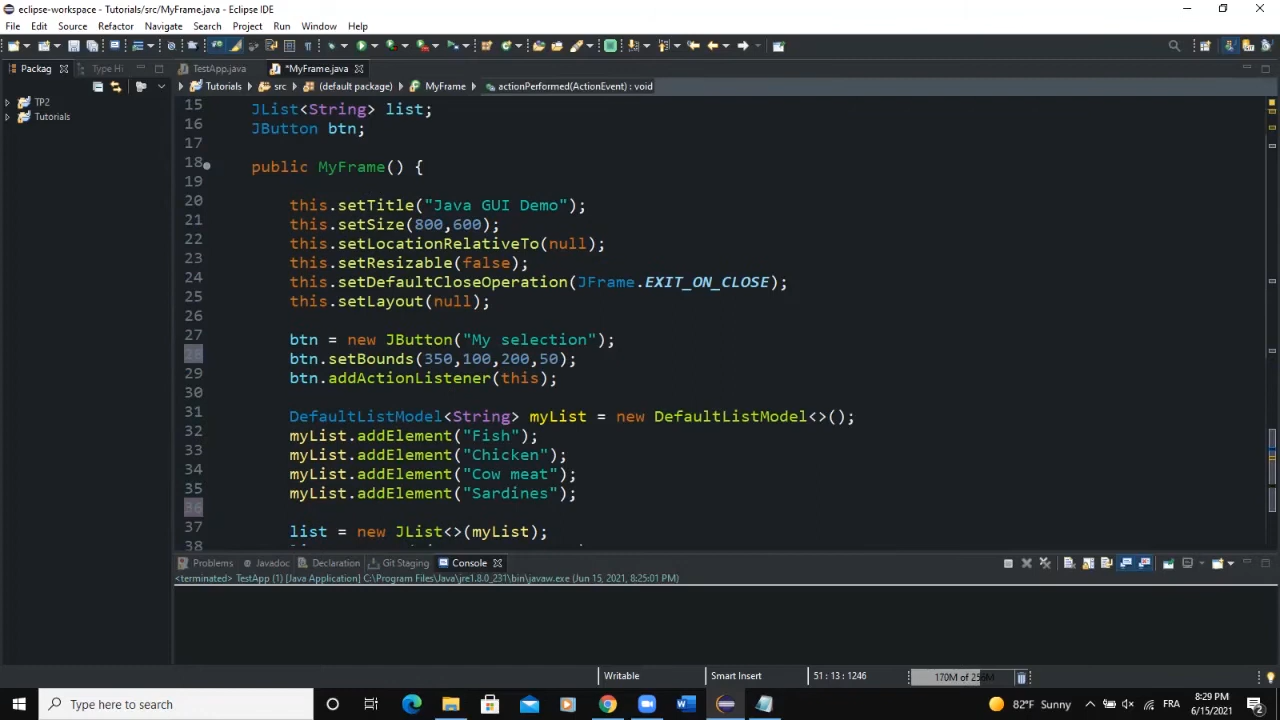 eclipse-workspace - Tutorials/src/MyFrame.java - Eclipse IDE
File Edit Source Refactor Navigate Search Project Run Window Help
Packag Type Hi TestApp.java *MyFrame.java
Tutorials src (default package) MyFrame actionPerformed(ActionEvent) : void
TP2
Tutorials
15 JList<String> list;
16 JButton btn;
17
18 public MyFrame() {
19
20 this.setTitle("Java GUI Demo");
21 this.setSize(800,600);
22 this.setLocationRelativeTo(null);
23 this.setResizable(false);
24 this.setDefaultCloseOperation(JFrame.EXIT_ON_CLOSE);
25 this.setLayout(null);
26
27 btn = new JButton("My selection");
28 btn.setBounds(350,100,200,50);
29 btn.addActionListener(this);
30
31 DefaultListModel<String> myList = new DefaultListModel<>();
32 myList.addElement("Fish");
33 myList.addElement("Chicken");
34 myList.addElement("Cow meat");
35 myList.addElement("Sardines");
36
37 list = new JList<>(myList);
38
Problems Javadoc Declaration Git Staging Console
<terminated> TestApp (1) [Java Application] C:\Program Files\Java\jre1.8.0_231\bin\javaw.exe (Jun 15, 2021, 8:25:01 PM)
Writable Smart Insert 51 : 13 : 1246 170M of 256M
Type here to search 82°F Sunny FRA 8:29 PM
6/15/2021 2